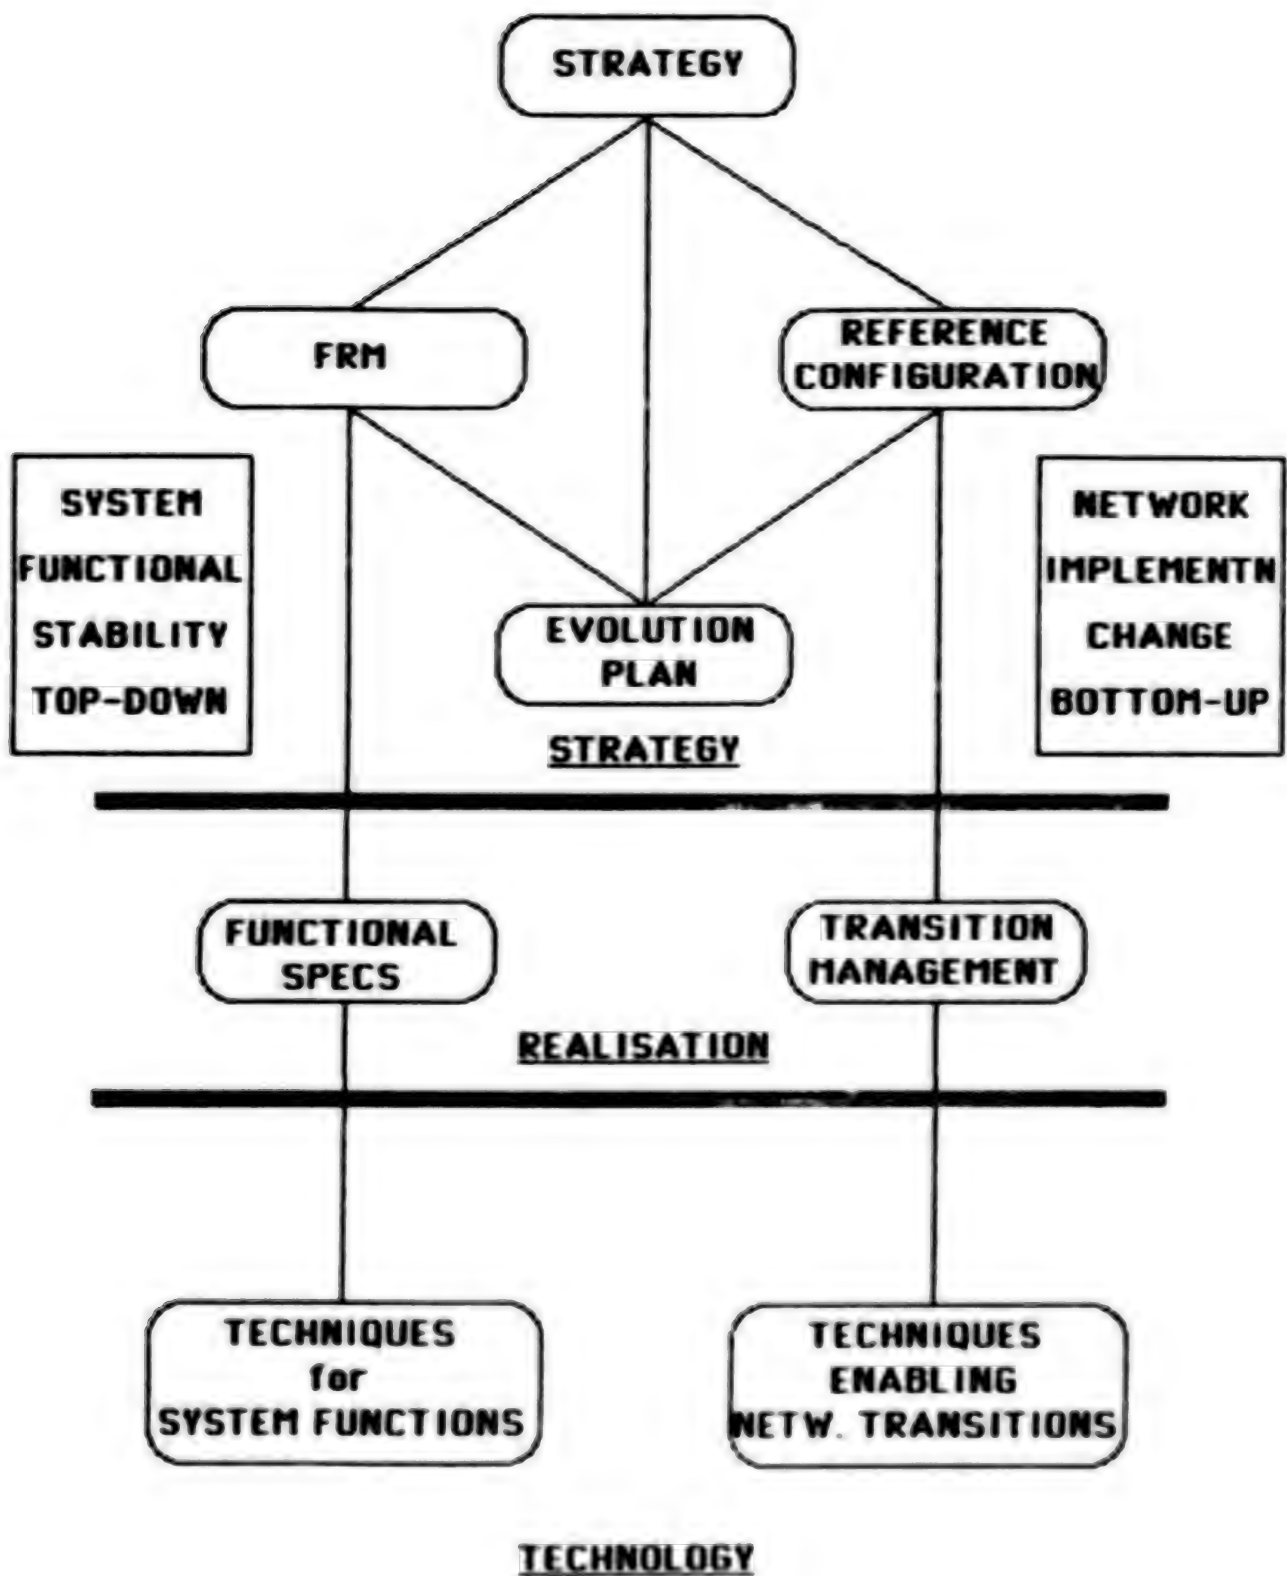 STRATEGY
FRM
REFERENCE
CONFIGURATION
SYSTEM
FUNCTIONAL
STABILITY
TOP-DOWN
NETWORK
IMPLEMENTN
CHANGE
BOTTOM-UP
EVOLUTION
PLAN
STRATEGY
FUNCTIONAL
SPECS
TRANSITION
MANAGEMENT
REALISATION
TECHNIQUES
for
SYSTEM FUNCTIONS
TECHNIQUES
ENABLING
NETW. TRANSITIONS
TECHNOLOGY